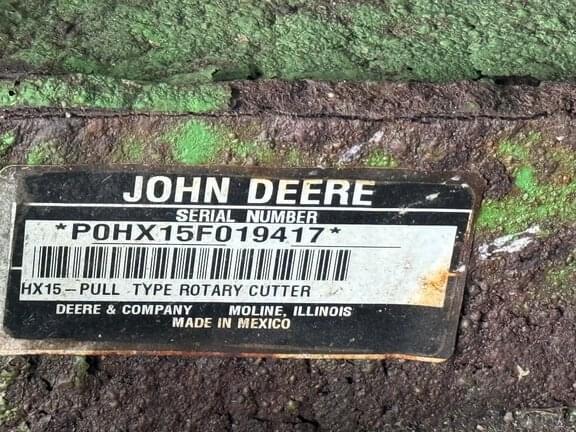 JOHN DEERE
SERIAL NUMBER
*P0HX15F019417*
HX15-PULL TYPE ROTARY CUTTER
DEERE & COMPANY MOLINE, ILLINOIS
MADE IN MEXICO